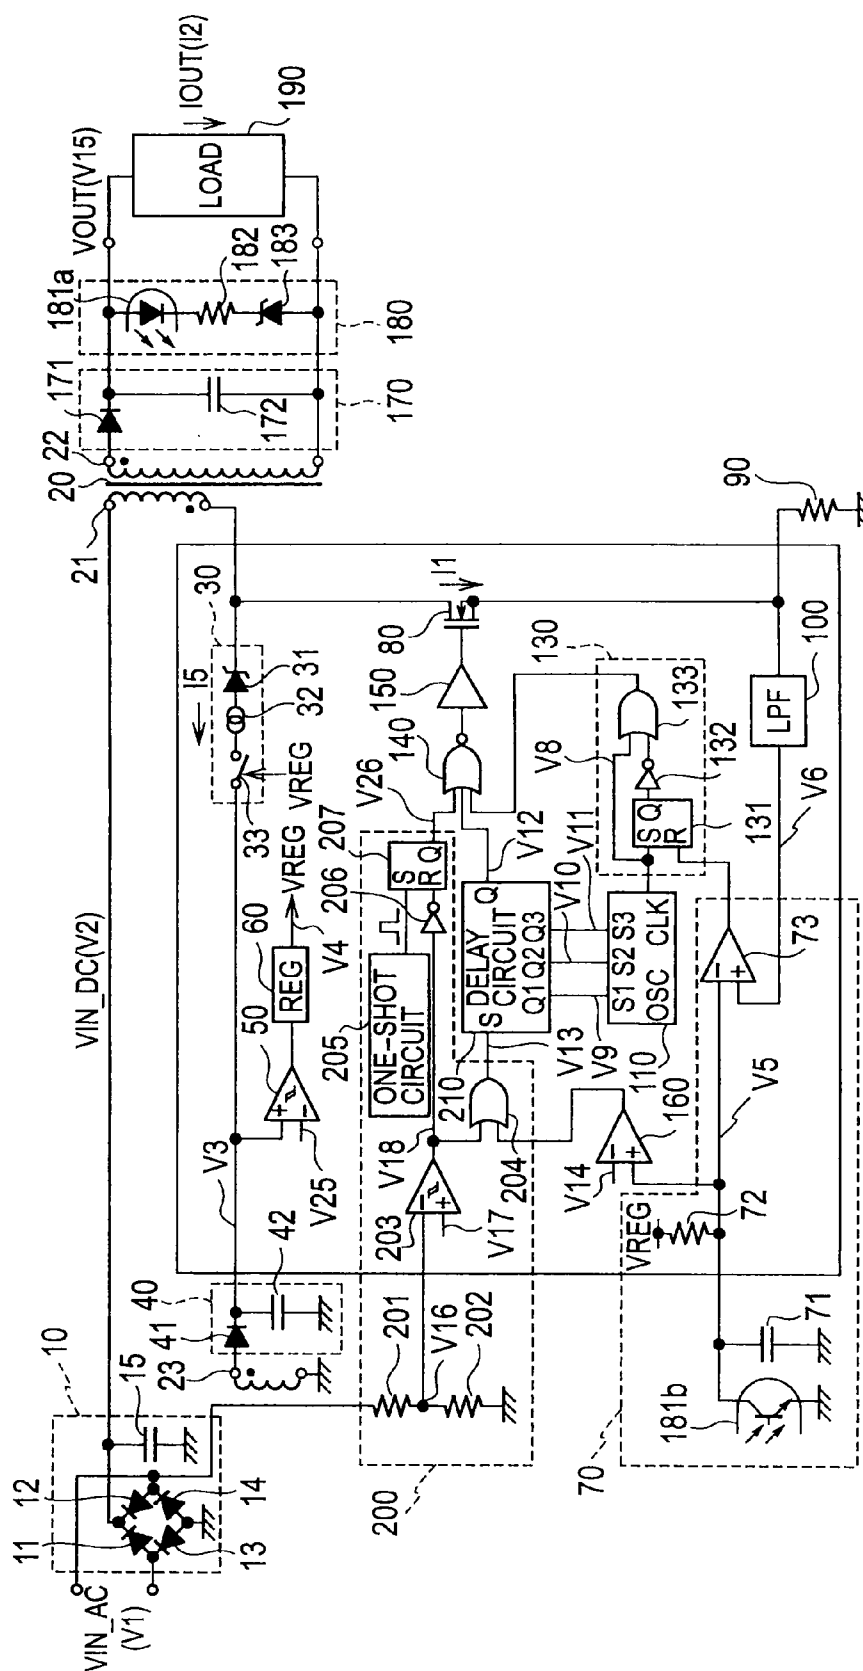 VIN_AC
(V1)
10
11
12
13
14
15
VIN_DC(V2)
20
21
22
23
171
172
170
181a
182
183
180
VOUT(V15)
IOUT(I2)
LOAD
190
30
I5
31
32
33
VREG
40
41
42
V3
V25
50
60
REG
VREG
V4
80
I1
90
150
140
V26
207
206
S
R
Q
205
ONE-SHOT
CIRCUIT
V18
203
V17
204
200
201
V16
202
210
S
DELAY
CIRCUIT
Q
Q1
Q2
Q3
V12
V13
V9
V10
V11
S1
S2
S3
OSC
CLK
110
V14
160
130
V8
133
132
131
S
Q
R
LPF
100
V6
73
V5
VREG
72
71
181b
70